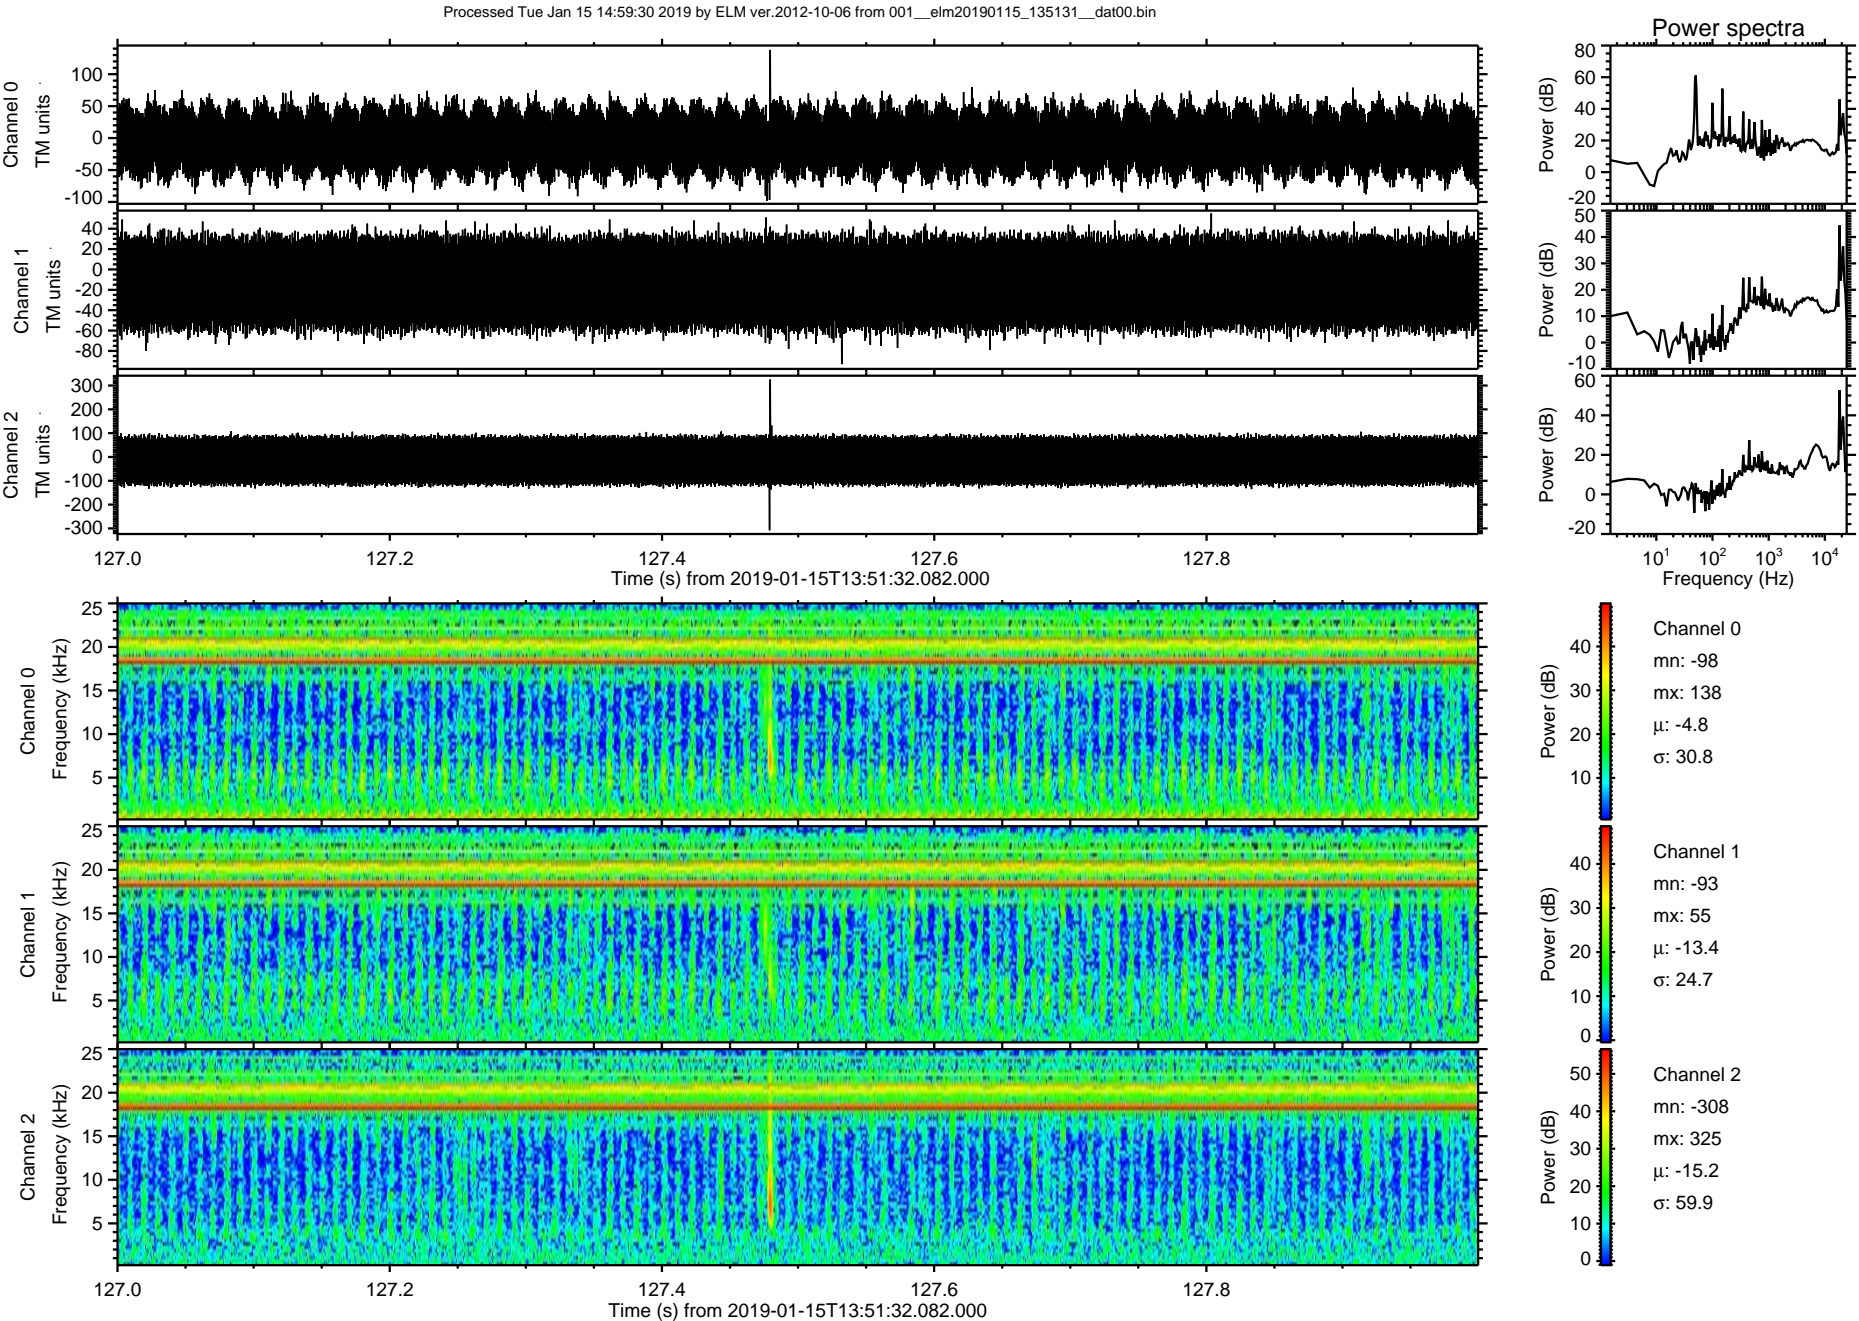 Processed Tue Jan 15 14:59:30 2019 by ELM ver.2012-10-06 from 001__elm20190115_135131__dat00.bin
Power spectra
Channel 0
TM units
100
50
0
-50
-100
Power (dB)
80
60
40
20
0
-20
Channel 1
TM units
40
20
0
-20
-40
-60
-80
Power (dB)
50
40
30
20
10
0
-10
Channel 2
TM units
300
200
100
0
-100
-200
-300
Power (dB)
60
40
20
0
-20
127.0 127.2 127.4 127.6 127.8
Time (s) from 2019-01-15T13:51:32.082.000
10^1 10^2 10^3 10^4
Frequency (Hz)
Channel 0
Frequency (kHz)
25
20
15
10
5
Power (dB)
40
30
20
10
Channel 0
mn: -98
mx: 138
µ: -4.8
σ: 30.8
Channel 1
Frequency (kHz)
25
20
15
10
5
Power (dB)
40
30
20
10
0
Channel 1
mn: -93
mx: 55
µ: -13.4
σ: 24.7
Channel 2
Frequency (kHz)
25
20
15
10
5
Power (dB)
50
40
30
20
10
0
Channel 2
mn: -308
mx: 325
µ: -15.2
σ: 59.9
127.0 127.2 127.4 127.6 127.8
Time (s) from 2019-01-15T13:51:32.082.000